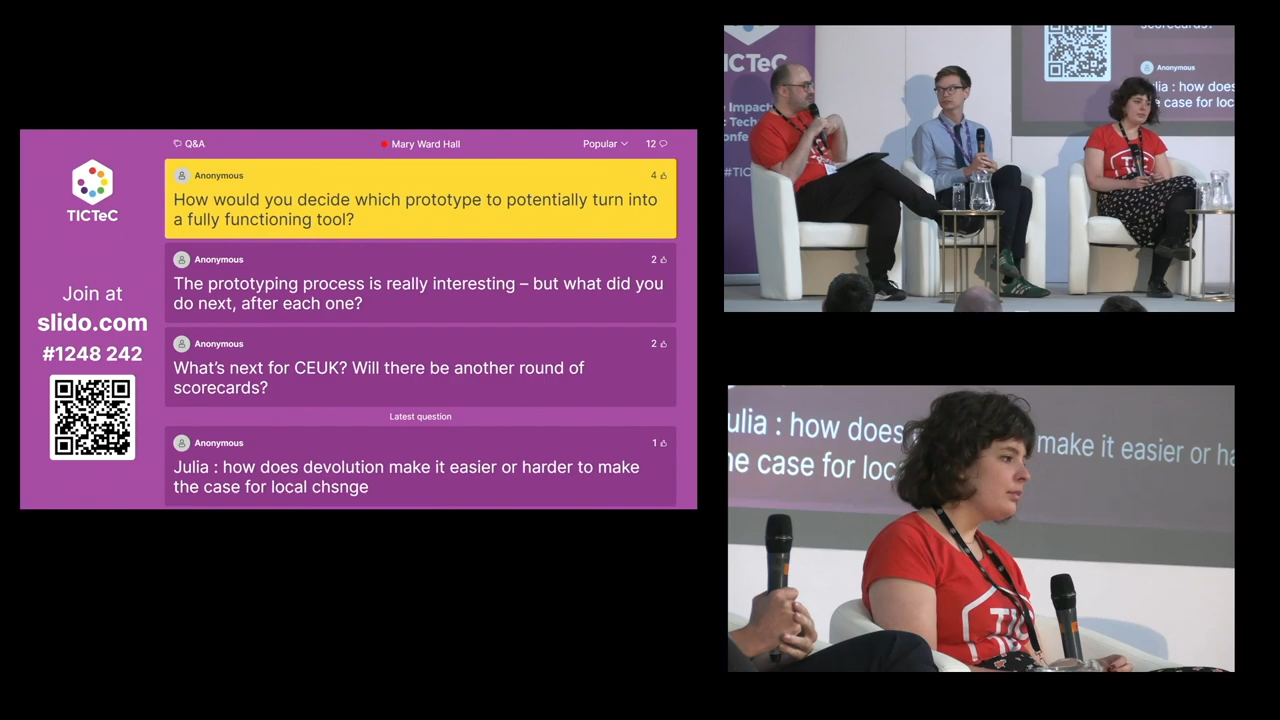 Q&A
Mary Ward Hall
Popular
12
TICTeC
Join at
slido.com
#1248 242
Anonymous
4
How would you decide which prototype to potentially turn into
a fully functioning tool?
Anonymous
2
The prototyping process is really interesting – but what did you
do next, after each one?
Anonymous
2
What's next for CEUK? Will there be another round of
scorecards?
Latest question
Anonymous
1
Julia : how does devolution make it easier or harder to make
the case for local chsnge
ICTeC
Impact
Tech
#TIC
scorecards?
Anonymous
how does
e case for loc
ulia : how does make it easier or ha
he case for loc
TIC